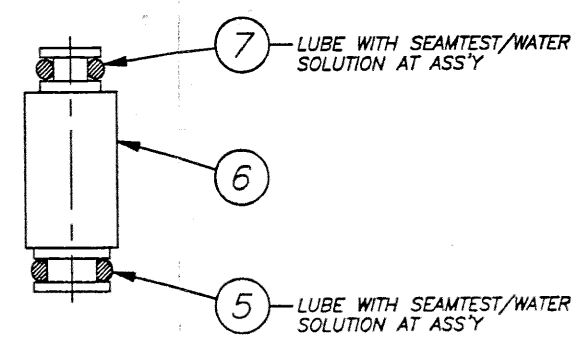 7
LUBE WITH SEAMTEST/WATER
SOLUTION AT ASS'Y
6
5
LUBE WITH SEAMTEST/WATER
SOLUTION AT ASS'Y